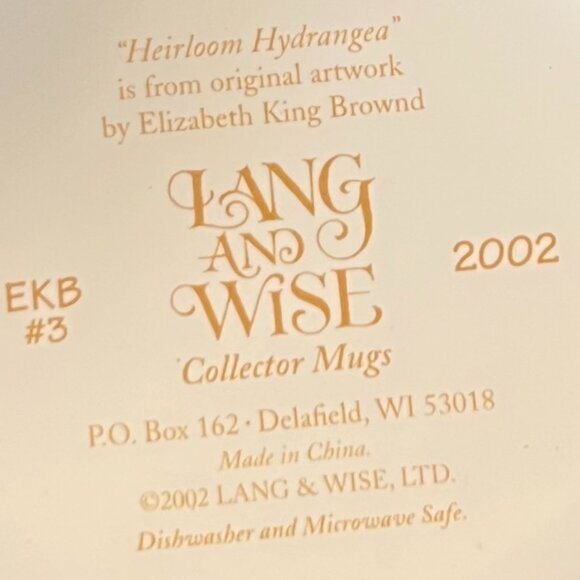 "Heirloom Hydrangea"
is from original artwork
by Elizabeth King Brownd
LANG
AND
WISE
EKB
#3
2002
Collector Mugs
P.O. Box 162 · Delafield, WI 53018
Made in China.
©2002 LANG & WISE, LTD.
Dishwasher and Microwave Safe.